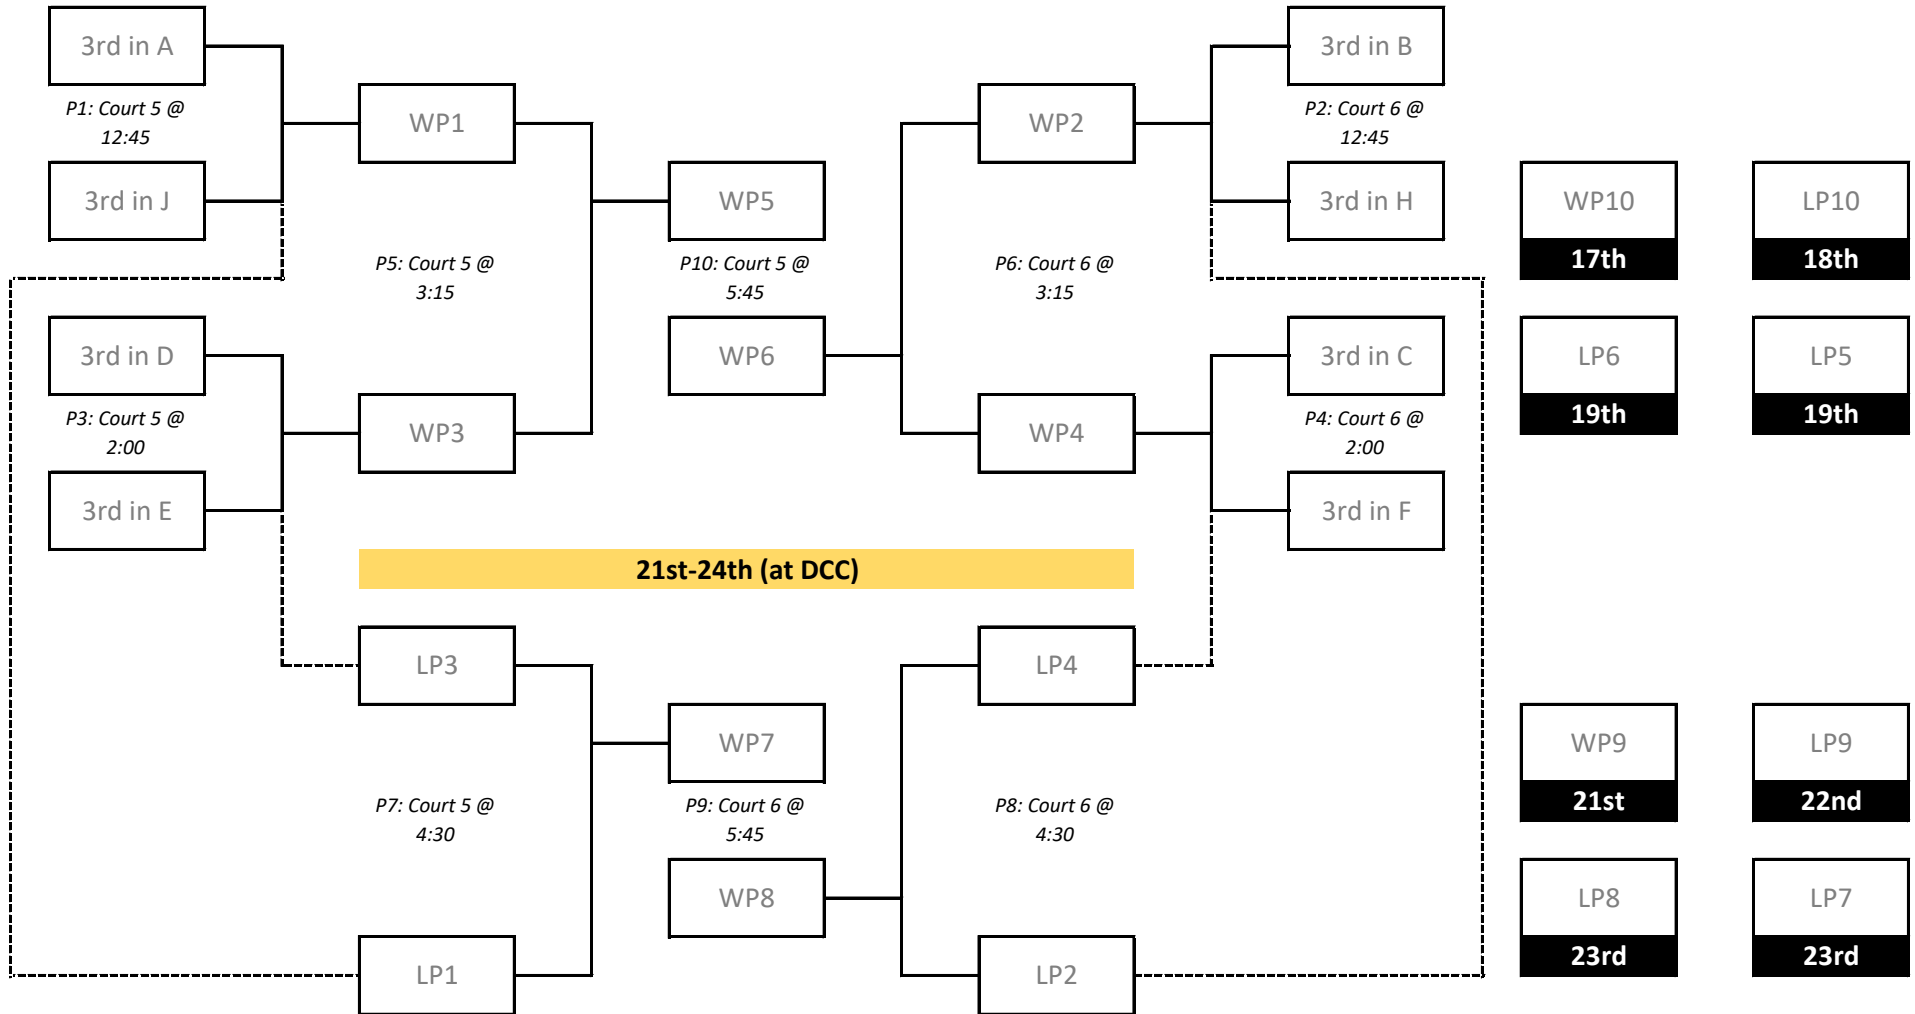 3rd in A
3rd in B
P1: Court 5 @
12:45
WP1
WP2
P2: Court 6 @
12:45
3rd in J
WP5
3rd in H
WP10
LP10
17th
18th
P5: Court 5 @
3:15
P10: Court 5 @
5:45
P6: Court 6 @
3:15
3rd in D
WP6
3rd in C
LP6
LP5
19th
19th
P3: Court 5 @
2:00
WP3
WP4
P4: Court 6 @
2:00
3rd in E
3rd in F
21st-24th (at DCC)
LP3
LP4
WP7
WP9
LP9
21st
22nd
P7: Court 5 @
4:30
P9: Court 6 @
5:45
P8: Court 6 @
4:30
WP8
LP8
LP7
23rd
23rd
LP1
LP2